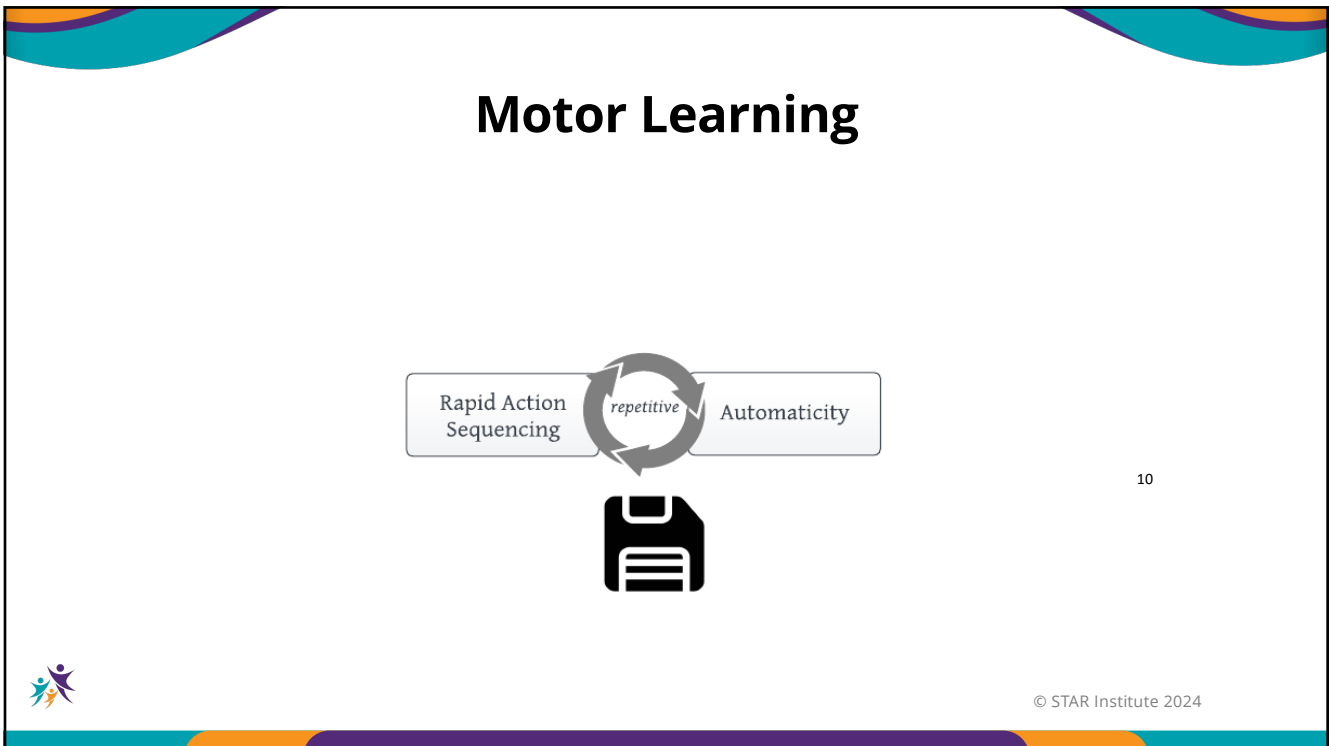 Motor Learning
Rapid Action
Sequencing
repetitive
Automaticity
10
© STAR Institute 2024